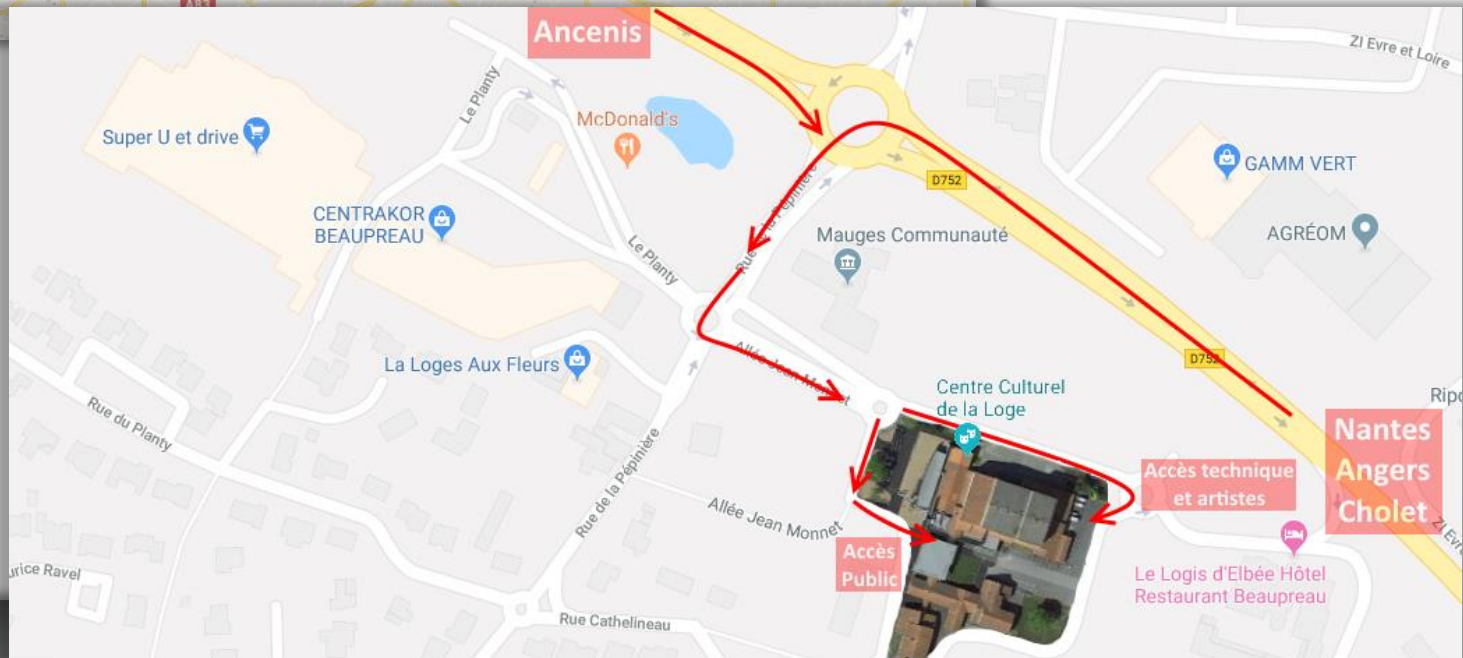 A83
Ancenis
ZI Evre et Loire
Le Planty
McDonald's
Super U et drive
GAMM VERT
D752
Rue de la Pépinière
CENTRAKOR
BEAUPREAU
Mauges Communauté
AGRÉOM
Le Planty
Allée Jean Monnet
La Loges Aux Fleurs
D752
Centre Culturel
de la Loge
Rue du Planty
Nantes
Angers
Cholet
Accès technique
et artistes
Rue de la Pépinière
Allée Jean Monnet
Accès
Public
Le Logis d'Elbée Hôtel
Restaurant Beaupreau
Rue Cathelineau